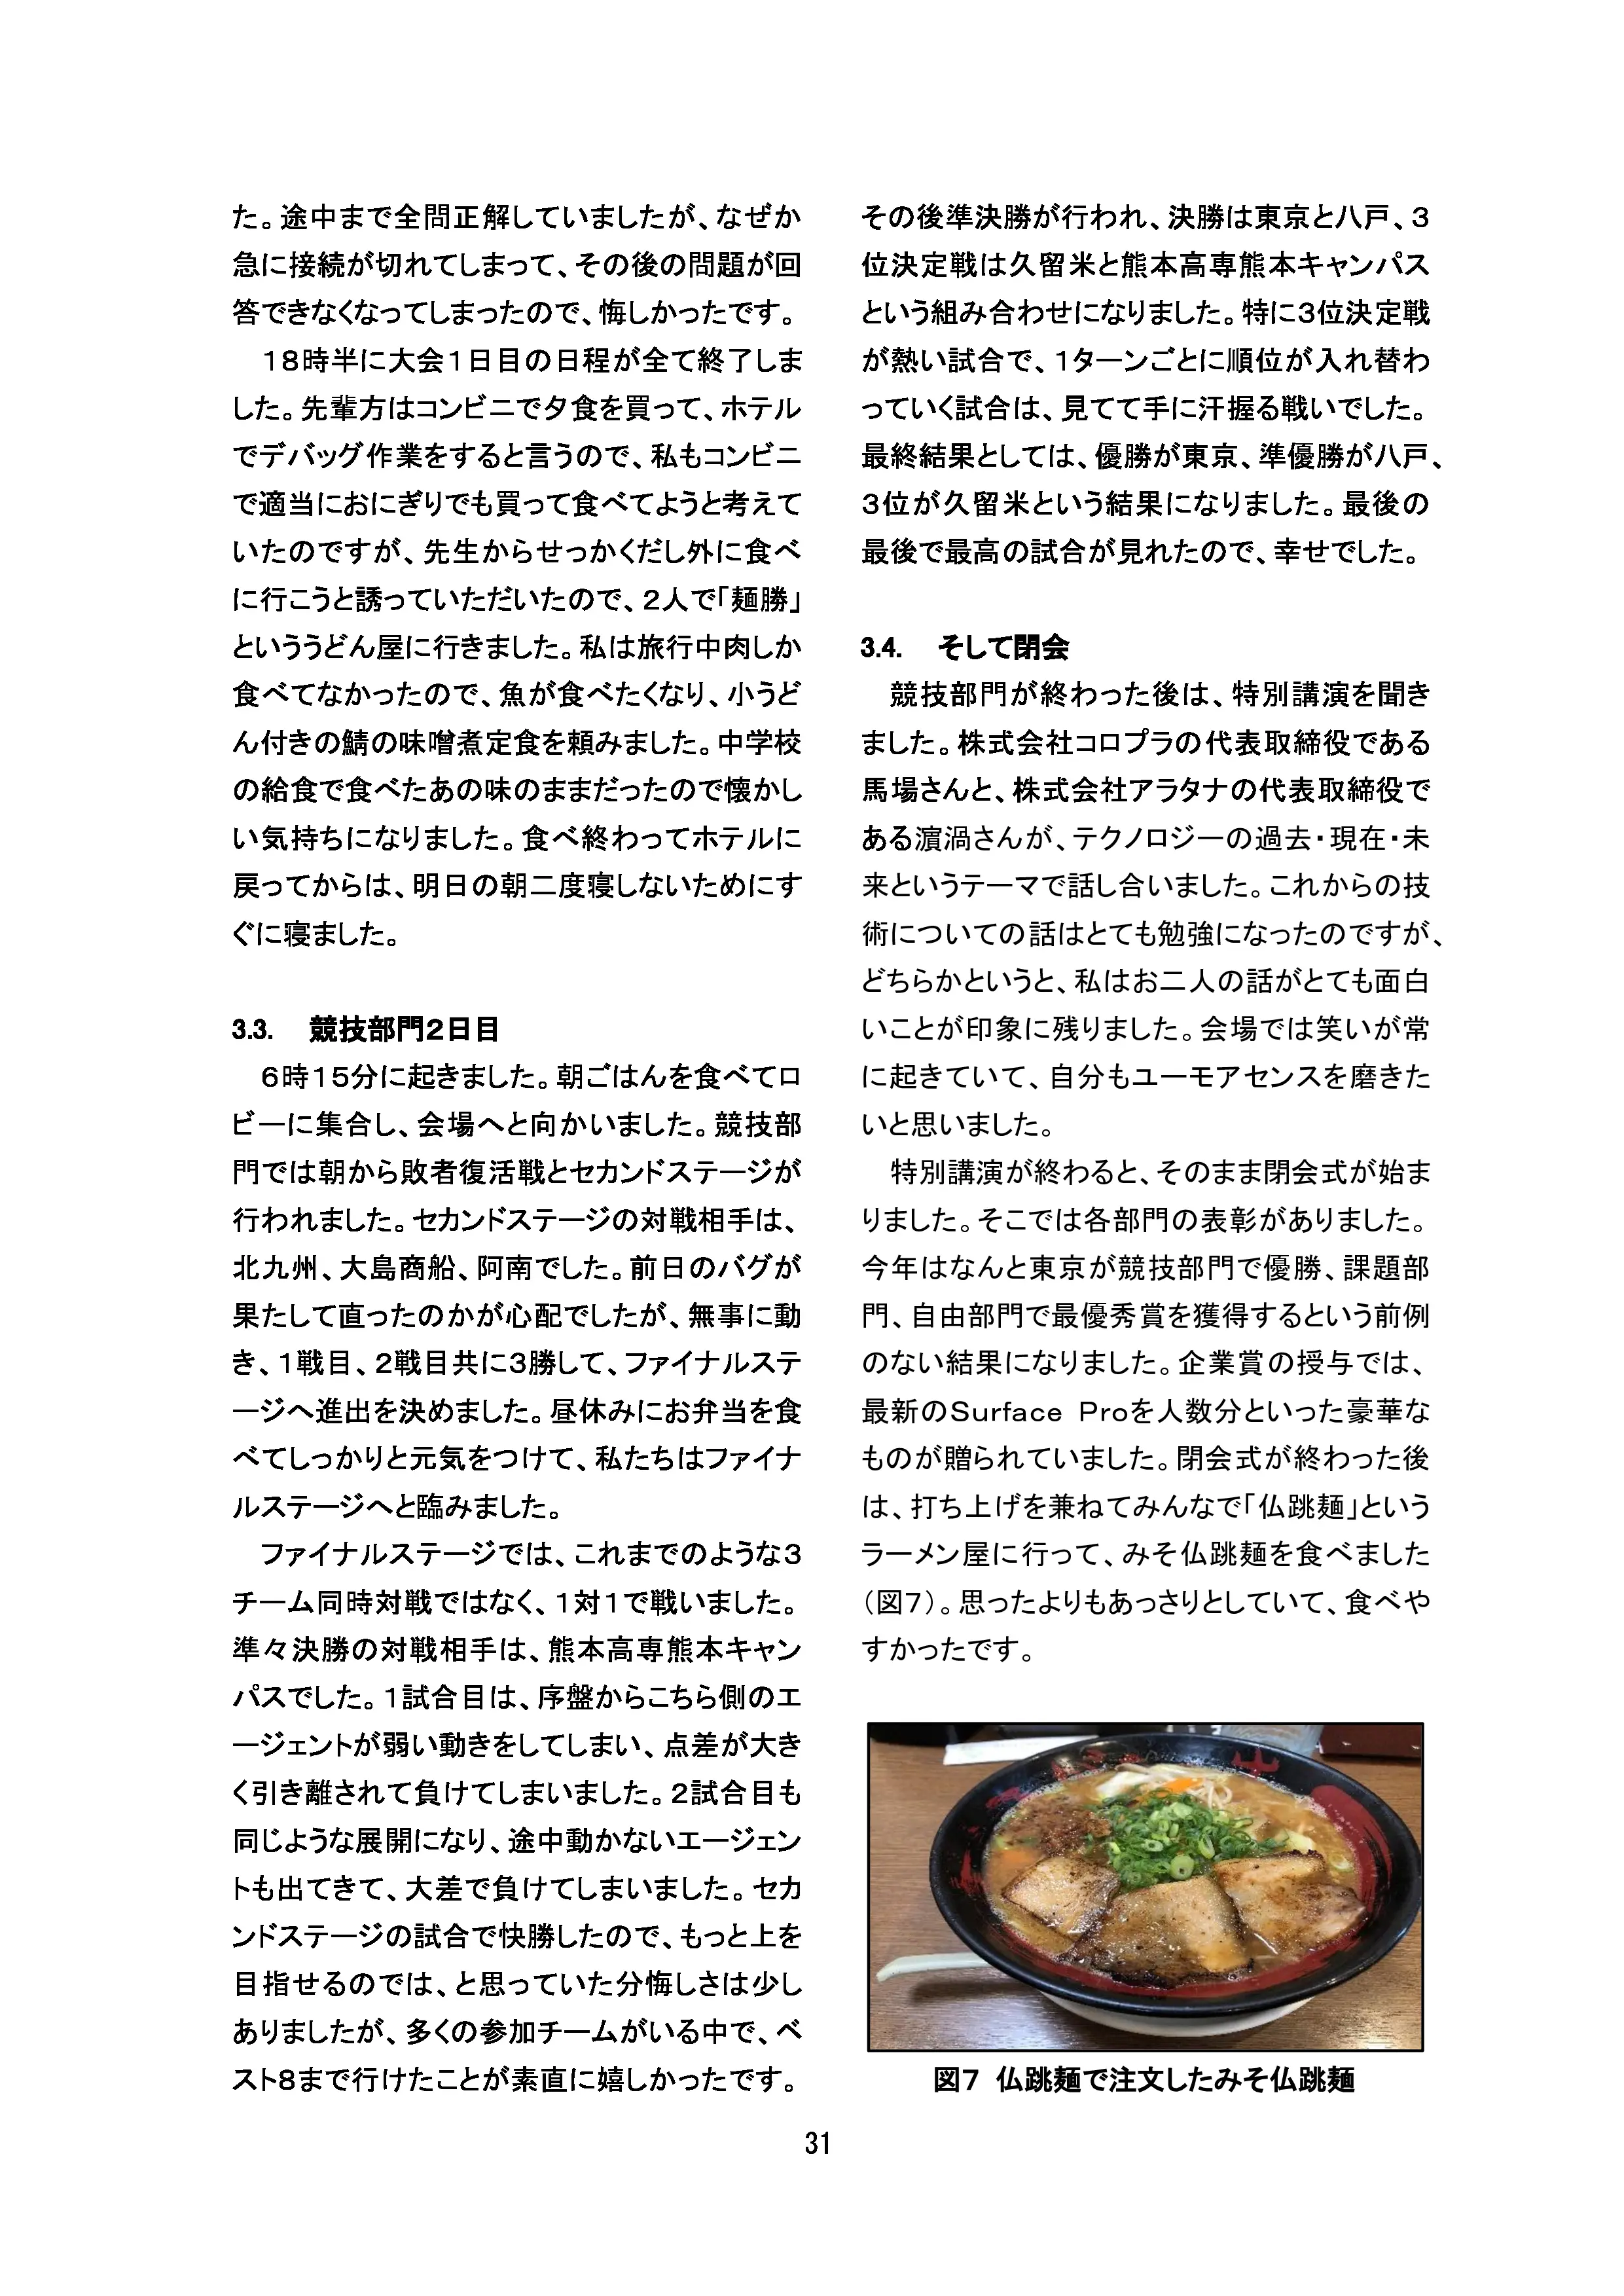 た。途中まで全問正解していましたが、なぜか
急に接続が切れてしまって、その後の問題が回
答できなくなってしまったので、悔しかったです。
　18時半に大会1日目の日程が全て終了しま
した。先輩方はコンビニで夕食を買って、ホテル
でデバッグ作業をすると言うので、私もコンビニ
で適当におにぎりでも買って食べてようと考えて
いたのですが、先生からせっかくだし外に食べ
に行こうと誘っていただいたので、2人で「麺勝」
といううどん屋に行きました。私は旅行中肉しか
食べてなかったので、魚が食べたくなり、小うど
ん付きの鯖の味噌煮定食を頼みました。中学校
の給食で食べたあの味のままだったので懐かし
い気持ちになりました。食べ終わってホテルに
戻ってからは、明日の朝二度寝しないためにす
ぐに寝ました。
3.3.　競技部門2日目
　6時15分に起きました。朝ごはんを食べてロ
ビーに集合し、会場へと向かいました。競技部
門では朝から敗者復活戦とセカンドステージが
行われました。セカンドステージの対戦相手は、
北九州、大島商船、阿南でした。前日のバグが
果たして直ったのかが心配でしたが、無事に動
き、1戦目、2戦目共に3勝して、ファイナルステ
ージへ進出を決めました。昼休みにお弁当を食
べてしっかりと元気をつけて、私たちはファイナ
ルステージへと臨みました。
　ファイナルステージでは、これまでのような3
チーム同時対戦ではなく、1対1で戦いました。
準々決勝の対戦相手は、熊本高専熊本キャン
パスでした。1試合目は、序盤からこちら側のエ
ージェントが弱い動きをしてしまい、点差が大き
く引き離されて負けてしまいました。2試合目も
同じような展開になり、途中動かないエージェン
トも出てきて、大差で負けてしまいました。セカ
ンドステージの試合で快勝したので、もっと上を
目指せるのでは、と思っていた分悔しさは少し
ありましたが、多くの参加チームがいる中で、ベ
スト8まで行けたことが素直に嬉しかったです。
その後準決勝が行われ、決勝は東京と八戸、3
位決定戦は久留米と熊本高専熊本キャンパス
という組み合わせになりました。特に3位決定戦
が熱い試合で、1ターンごとに順位が入れ替わ
っていく試合は、見てて手に汗握る戦いでした。
最終結果としては、優勝が東京、準優勝が八戸、
3位が久留米という結果になりました。最後の
最後で最高の試合が見れたので、幸せでした。
3.4.　そして閉会
　競技部門が終わった後は、特別講演を聞き
ました。株式会社コロプラの代表取締役である
馬場さんと、株式会社アラタナの代表取締役で
ある濵渦さんが、テクノロジーの過去・現在・未
来というテーマで話し合いました。これからの技
術についての話はとても勉強になったのですが、
どちらかというと、私はお二人の話がとても面白
いことが印象に残りました。会場では笑いが常
に起きていて、自分もユーモアセンスを磨きた
いと思いました。
　特別講演が終わると、そのまま閉会式が始ま
りました。そこでは各部門の表彰がありました。
今年はなんと東京が競技部門で優勝、課題部
門、自由部門で最優秀賞を獲得するという前例
のない結果になりました。企業賞の授与では、
最新のSurface Proを人数分といった豪華な
ものが贈られていました。閉会式が終わった後
は、打ち上げを兼ねてみんなで「仏跳麺」という
ラーメン屋に行って、みそ仏跳麺を食べました
（図7）。思ったよりもあっさりとしていて、食べや
すかったです。
図7 仏跳麺で注文したみそ仏跳麺
31